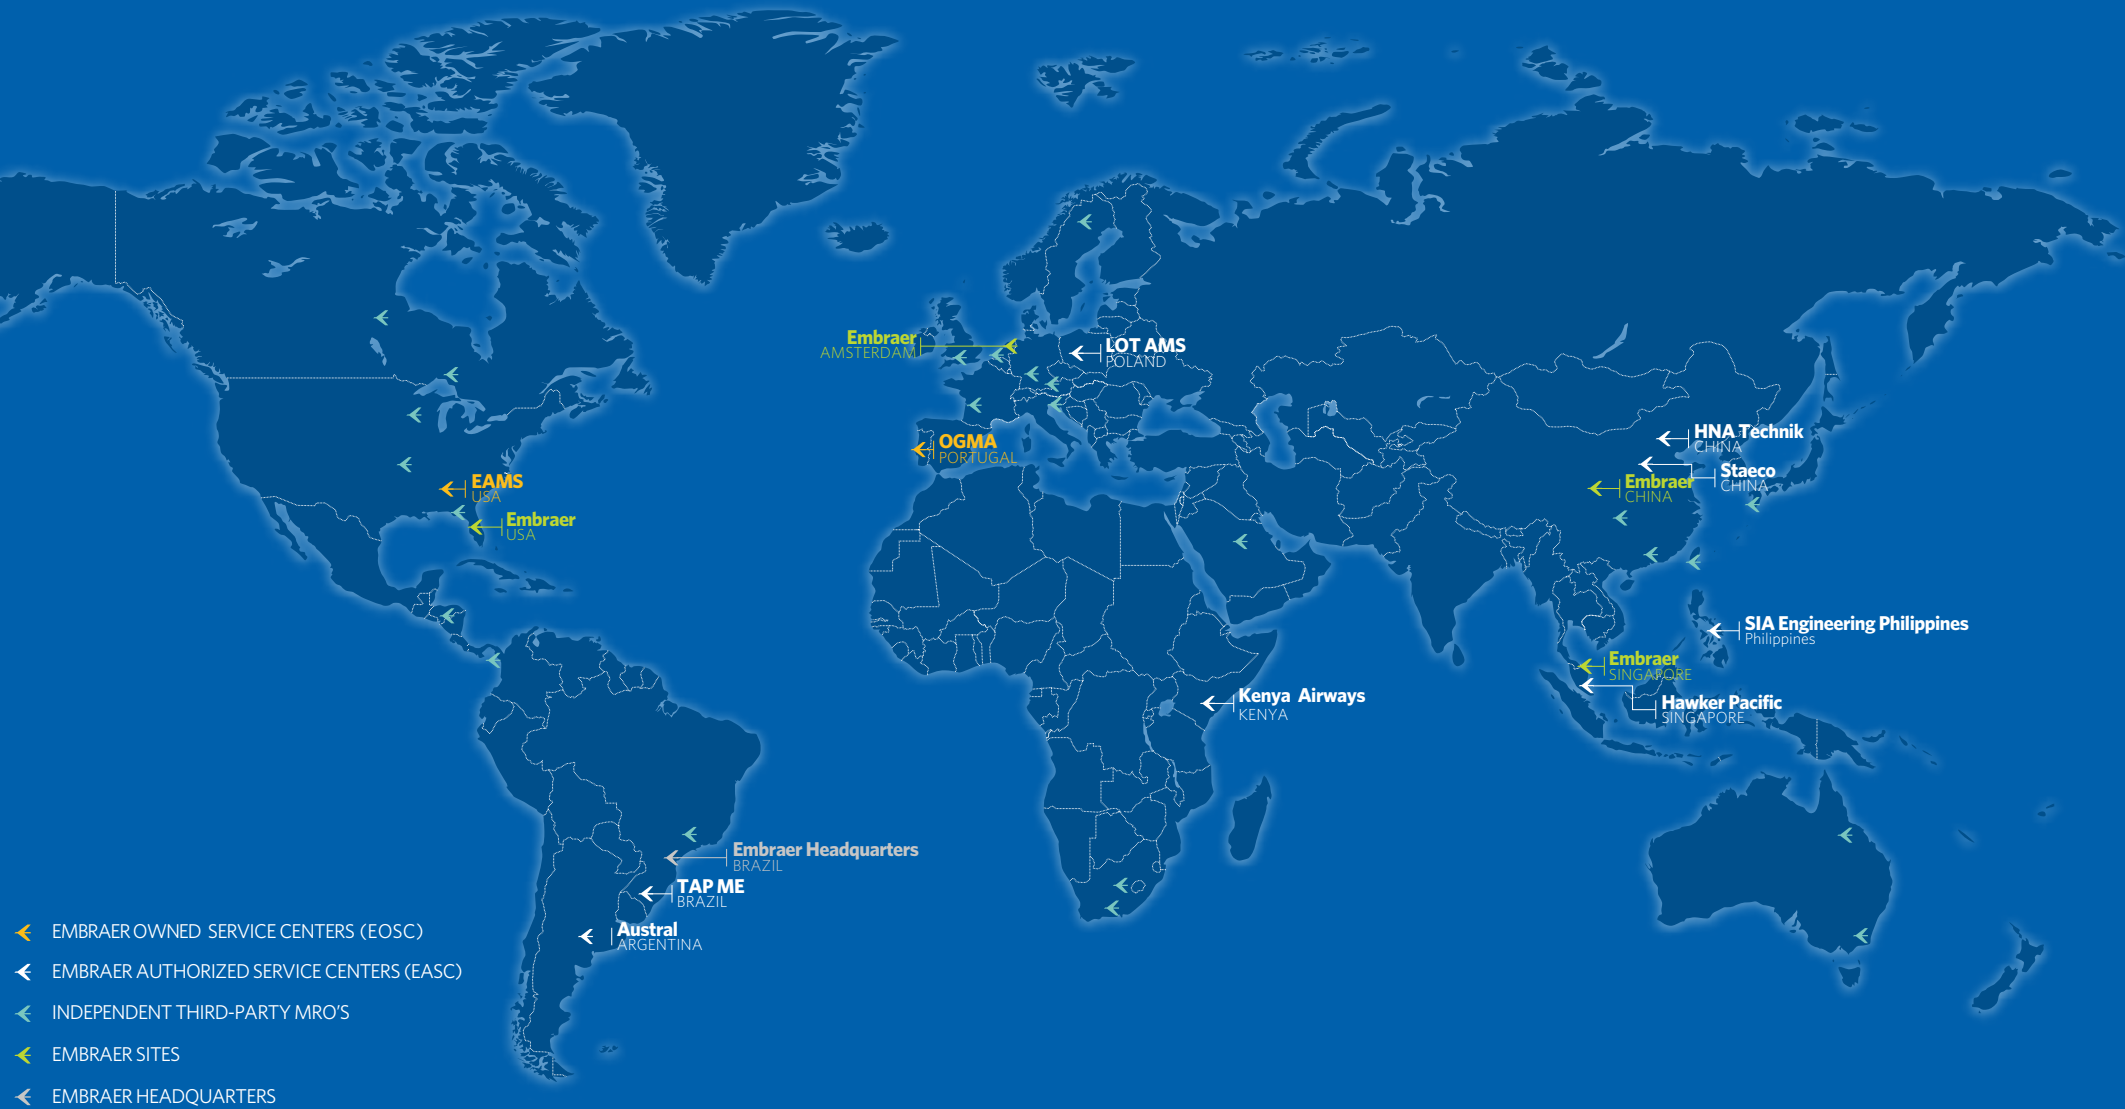 Embraer
AMSTERDAM
LOT AMS
POLAND
OGMA
PORTUGAL
HNA Technik
CHINA
Staeco
CHINA
Embraer
CHINA
EAMS
USA
Embraer
USA
SIA Engineering Philippines
Philippines
Embraer
SINGAPORE
Hawker Pacific
SINGAPORE
Kenya Airways
KENYA
Embraer Headquarters
BRAZIL
TAP ME
BRAZIL
Austral
ARGENTINA
EMBRAER OWNED SERVICE CENTERS (EOSC)
EMBRAER AUTHORIZED SERVICE CENTERS (EASC)
INDEPENDENT THIRD-PARTY MRO'S
EMBRAER SITES
EMBRAER HEADQUARTERS